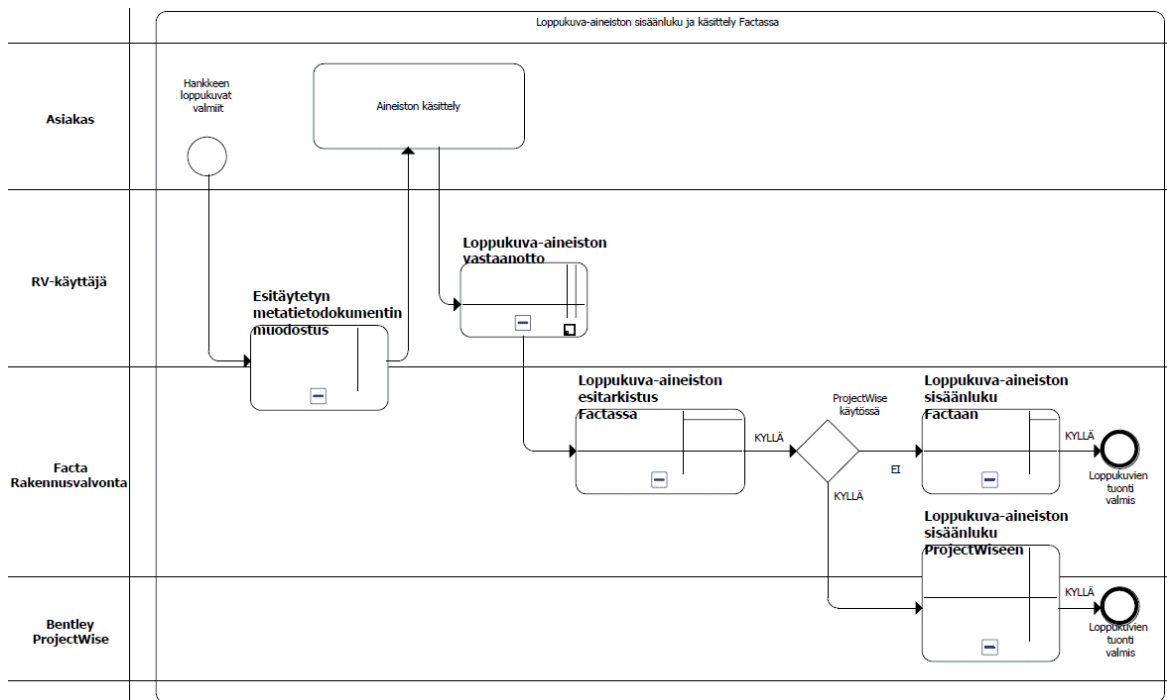 Loppukuva-aineiston sisäänluku ja käsittely Factassa
Asiakas
Hankkeen
loppukuvat
valmiit
Aineiston käsittely
RV-käyttäjä
Esitäytetyn
metatietodokumentin
muodostus
Loppukuva-aineiston
vastaanotto
Facta
Rakennusvalvonta
Loppukuva-aineiston
esitarkistus
Factassa
KYLLÄ
ProjectWise
käytössä
EI
KYLLÄ
Loppukuva-aineiston
sisäänluku
Factaan
KYLLÄ
Loppukuvien
tuonti
valmis
Loppukuva-aineiston
sisäänluku
ProjectWiseen
Bentley
ProjectWise
KYLLÄ
Loppukuvien
tuonti
valmis